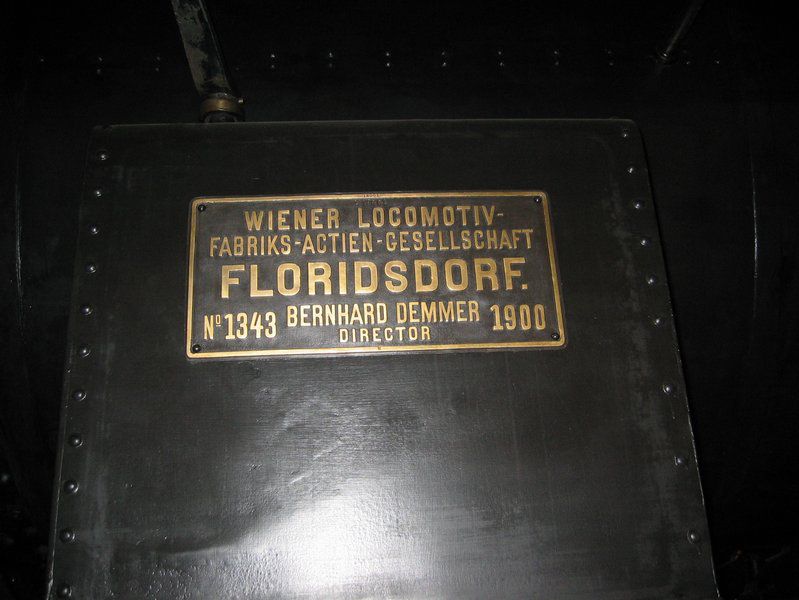 WIENER LOCOMOTIV-
FABRIKS-ACTIEN-GESELLSCHAFT
FLORIDSDORF.
Nº 1343 BERNHARD DEMMER 1900
DIRECTOR